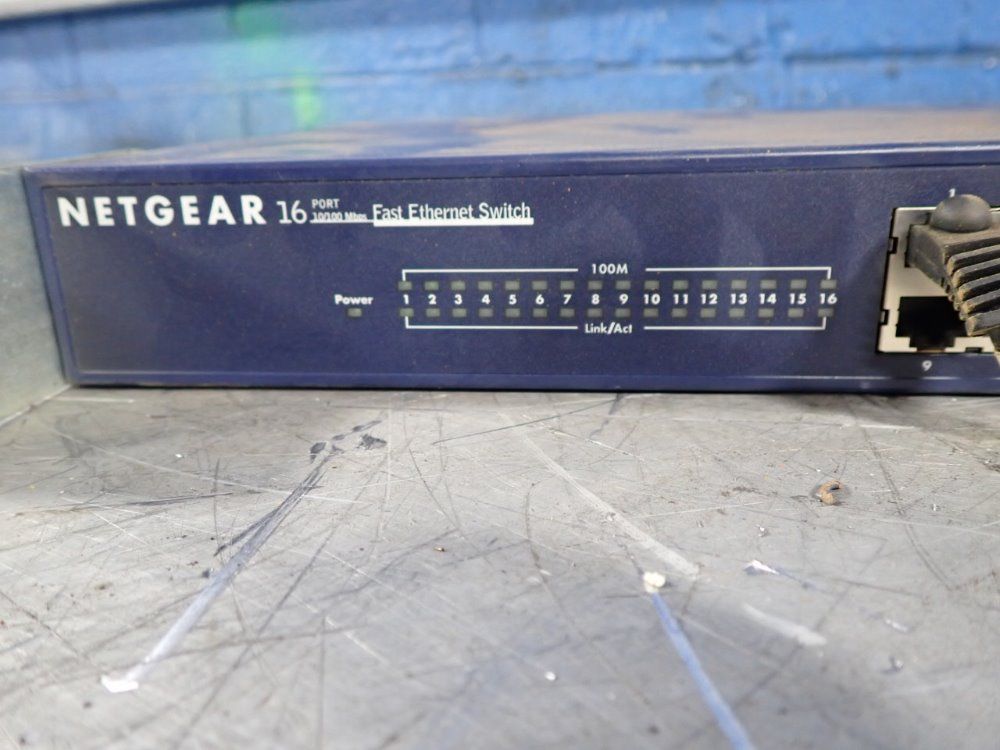 NETGEAR 16 PORT 10/100 Mbps Fast Ethernet Switch
100M
Power 1 2 3 4 5 6 7 8 9 10 11 12 13 14 15 16
Link/Act
1
9